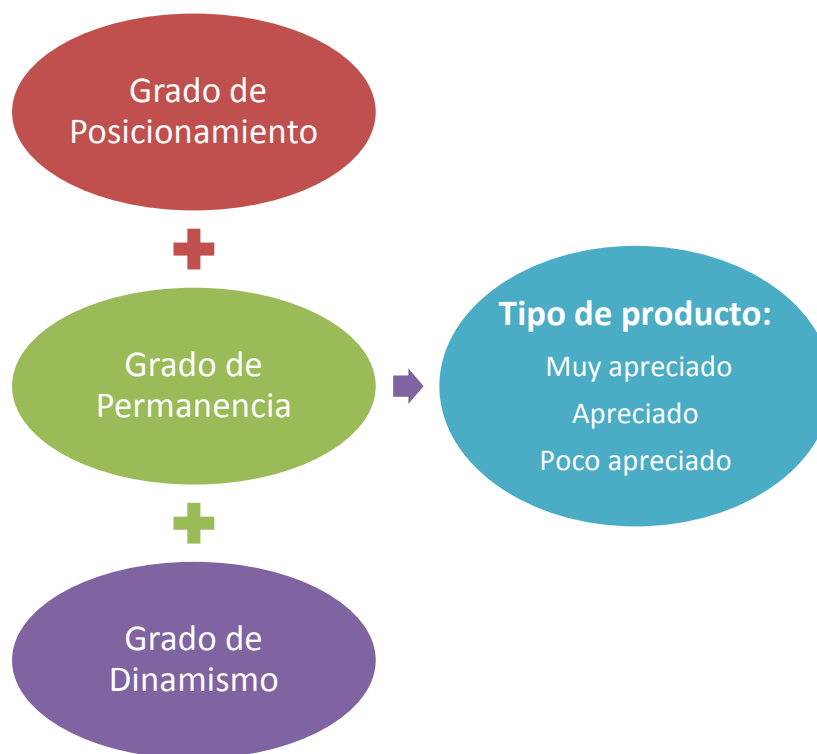 Grado de
Posicionamiento
Grado de
Permanencia
Grado de
Dinamismo
Tipo de producto:
Muy apreciado
Apreciado
Poco apreciado